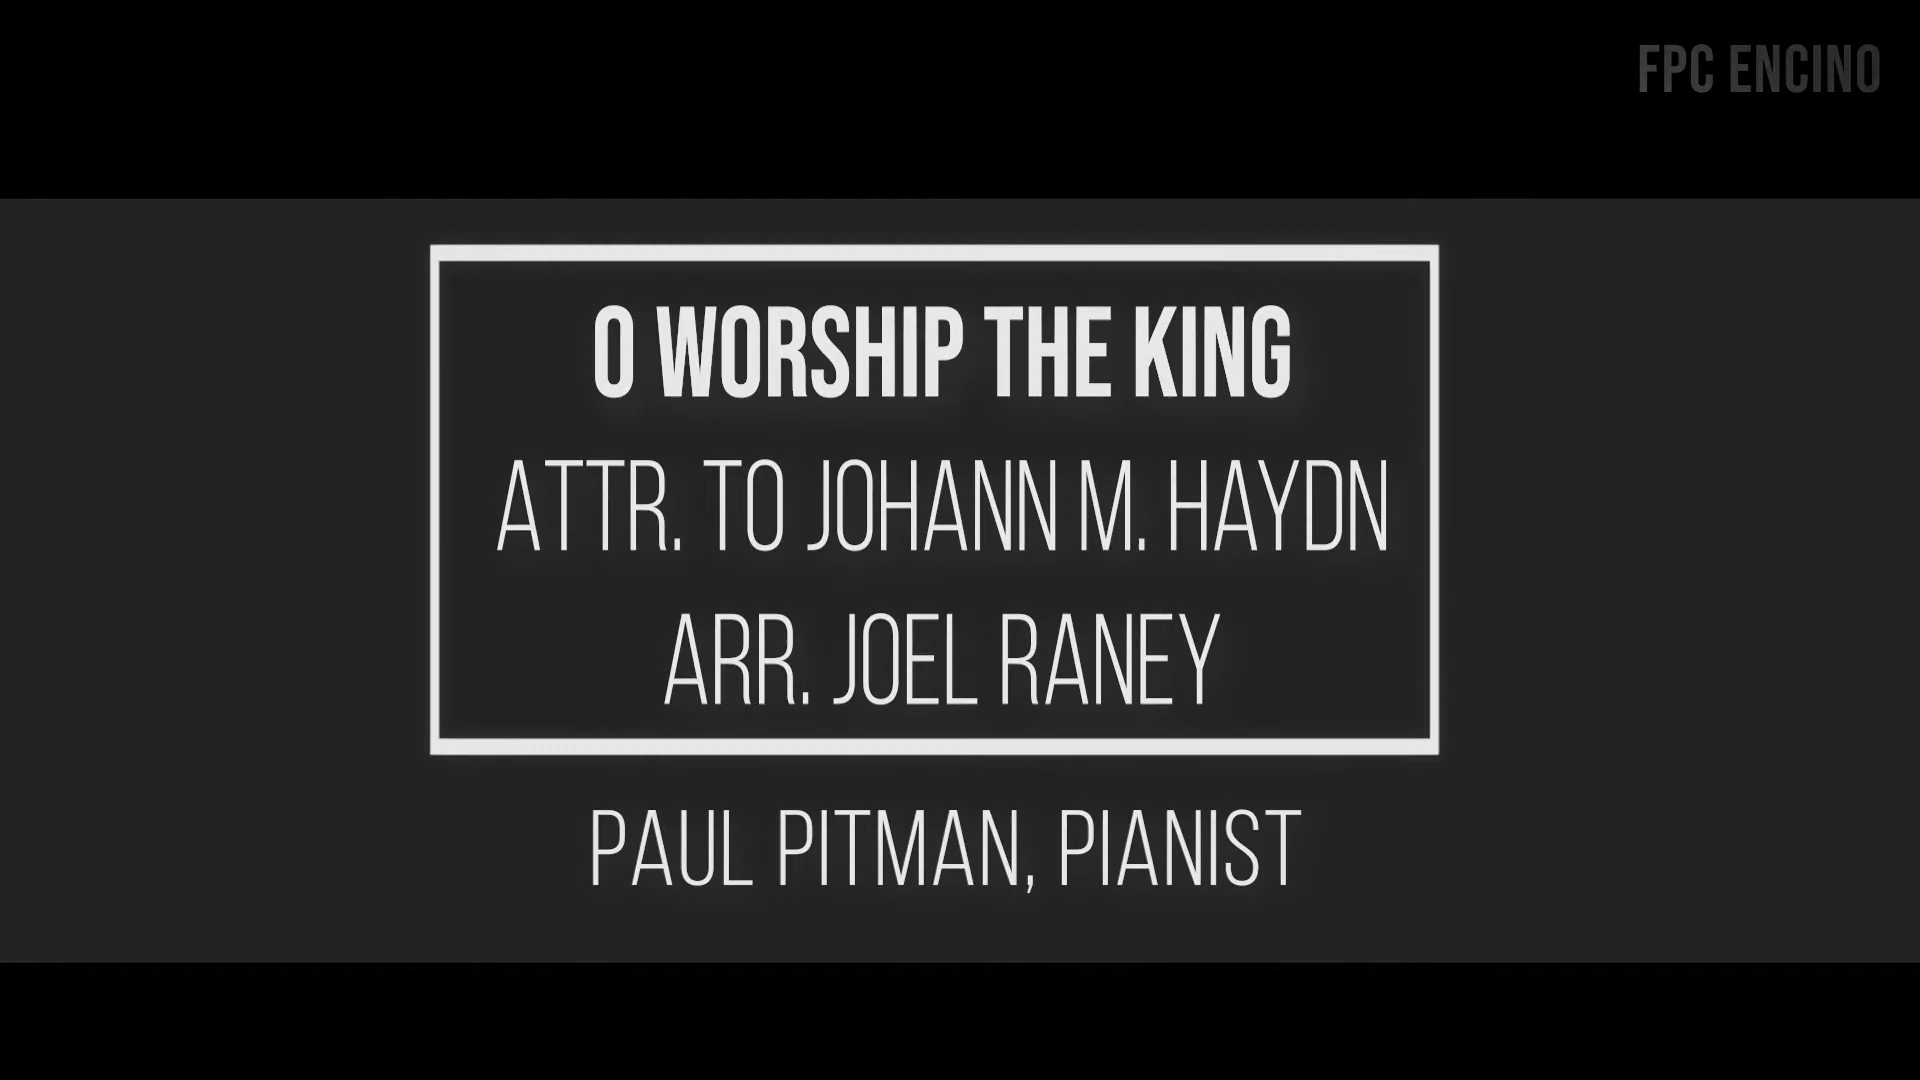 FPC ENCINO
O WORSHIP THE KING
ATTR. TO JOHANN M. HAYDN
ARR. JOEL RANEY
PAUL PITMAN, PIANIST